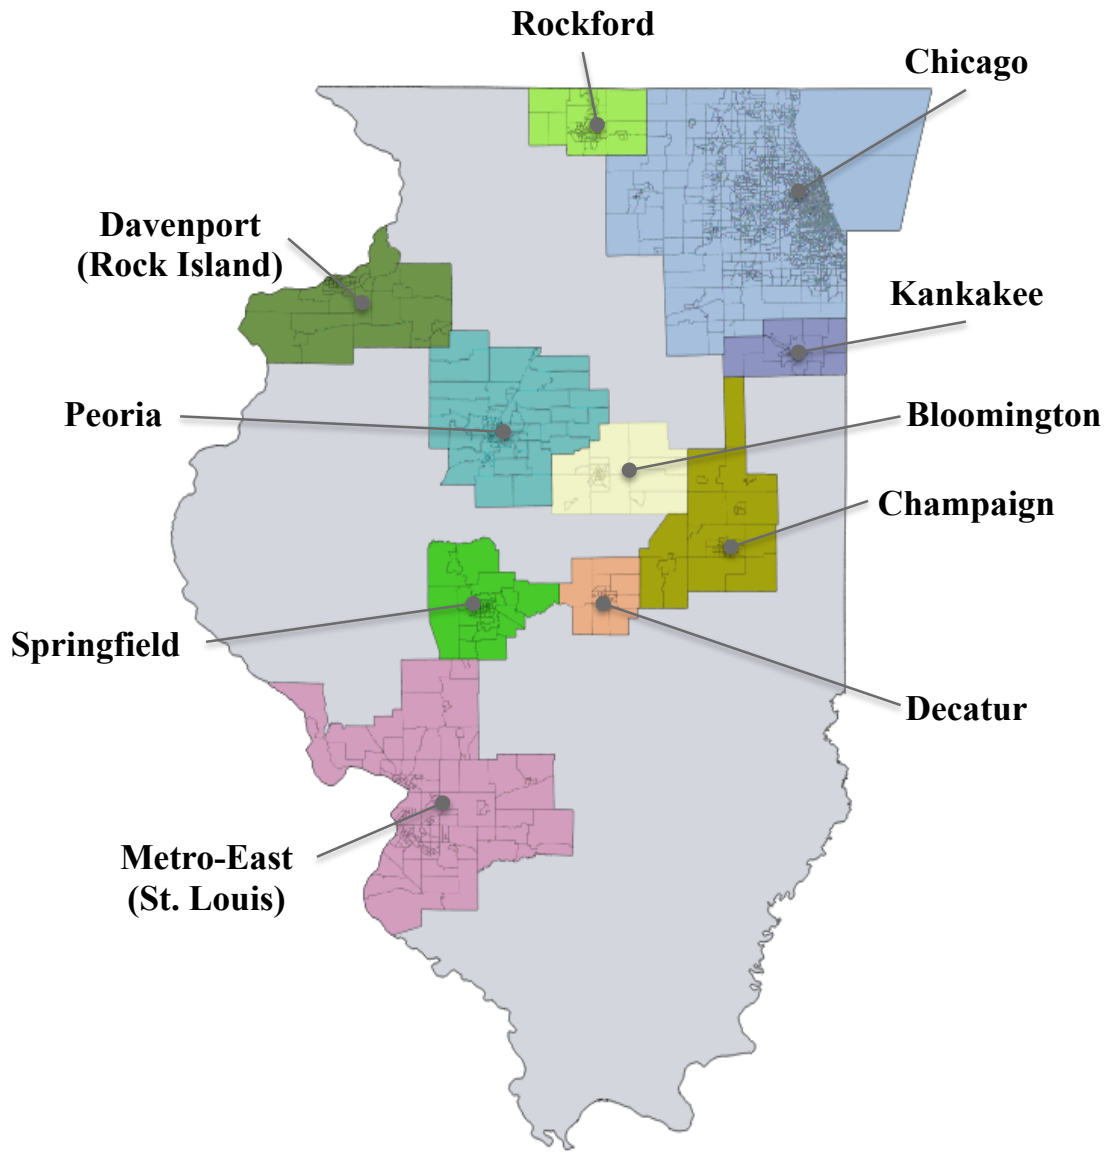 Rockford
Chicago
Davenport
(Rock Island)
Kankakee
Peoria
Bloomington
Champaign
Springfield
Decatur
Metro-East
(St. Louis)